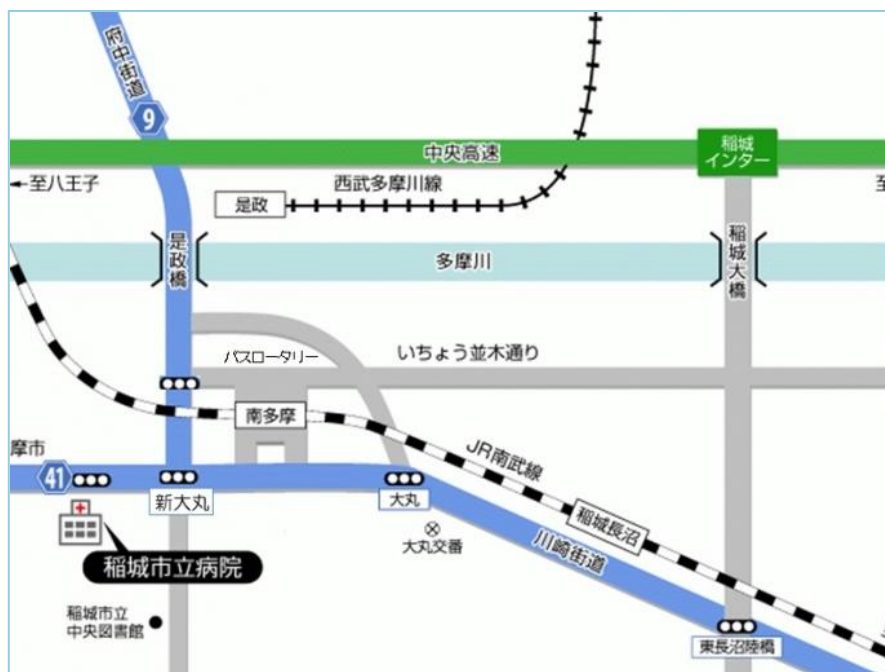 府中街道
9
中央高速
稲城
インター
←至八王子
西武多摩川線
至
是政
是政橋
多摩川
稲城大橋
バスロータリー
いちょう並木通り
南多摩
JR南武線
摩市
41
新大丸
大丸
稲城長沼
大丸交番
川崎街道
稲城市立病院
稲城市立
中央図書館
東長沼陸橋